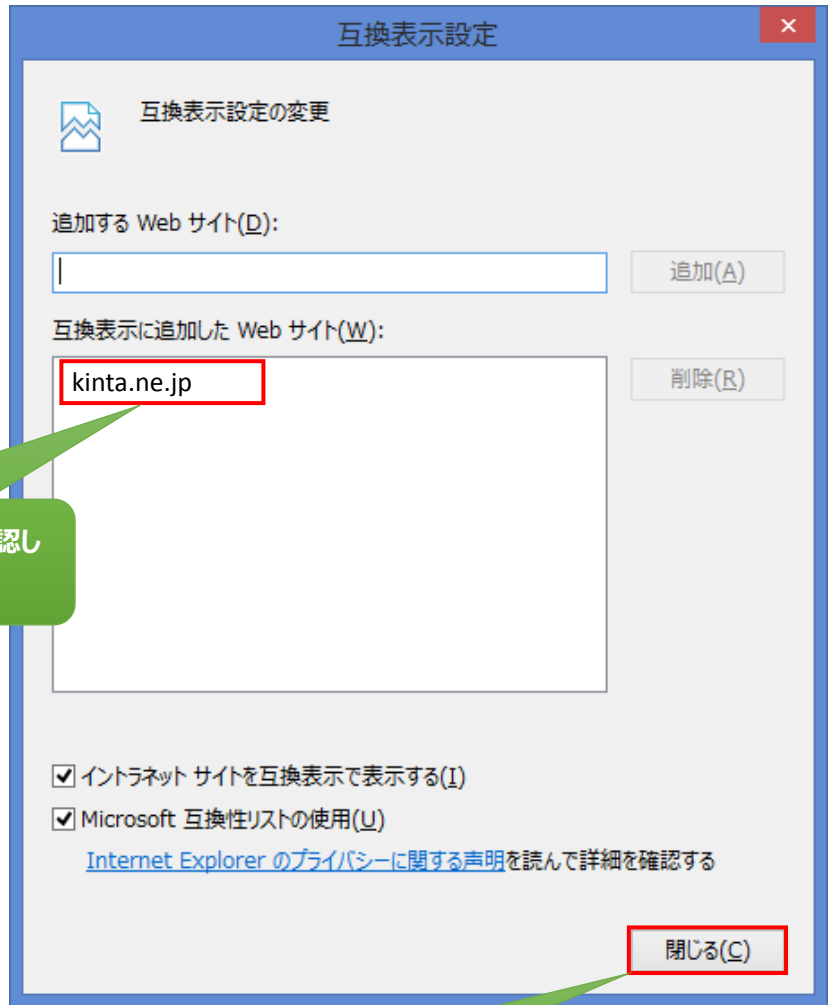 互換表示設定
互換表示設定の変更
追加する Web サイト(D):
追加(A)
互換表示に追加した Web サイト(W):
kinta.ne.jp
削除(R)
認し
イントラネット サイトを互換表示で表示する(I)
Microsoft 互換性リストの使用(U)
Internet Explorer のプライバシーに関する声明を読んで詳細を確認する
閉じる(C)